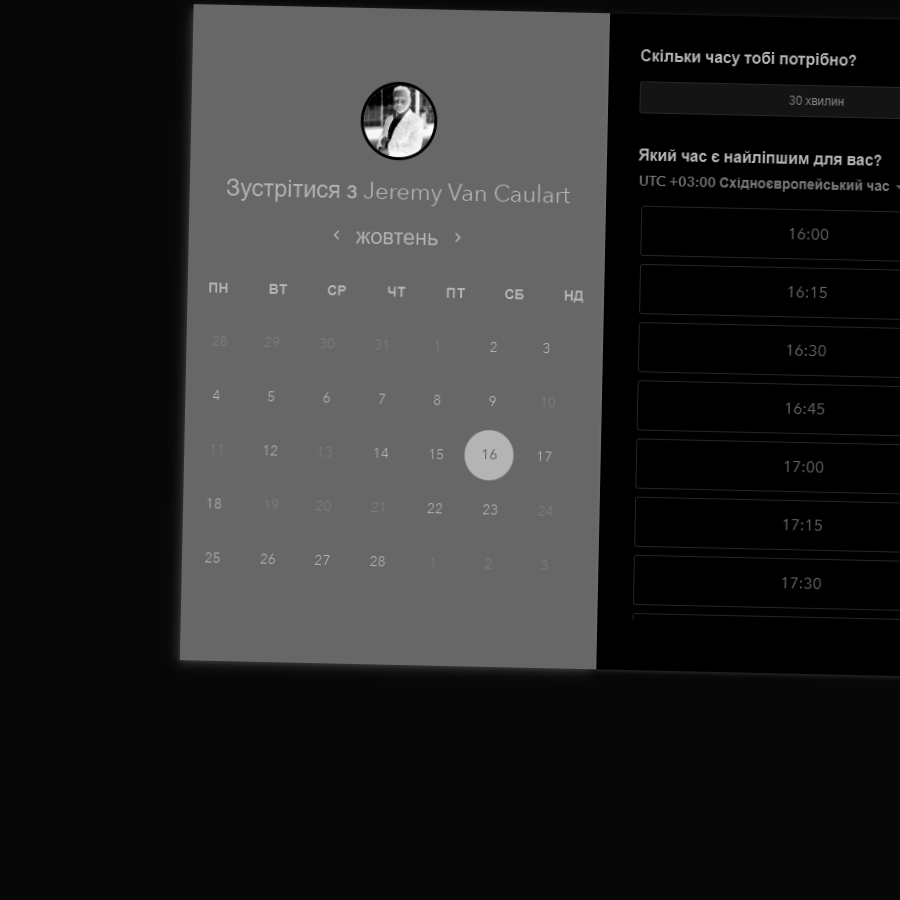 Зустрітися з Jeremy Van Caulart
жовтень
ПН ВТ СР ЧТ ПТ СБ НД
28 29 30 31 1 2 3
4 5 6 7 8 9 10
11 12 13 14 15 16 17
18 19 20 21 22 23 24
25 26 27 28 1 2 3
Скільки часу тобі потрібно?
30 хвилин
Який час є найліпшим для вас?
UTC +03:00 Східноєвропейський час
16:00
16:15
16:30
16:45
17:00
17:15
17:30